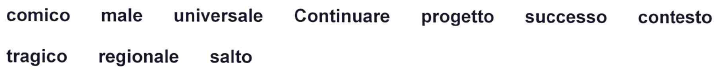 comico male universale Continuare progetto successo contesto
tragico regionale salto